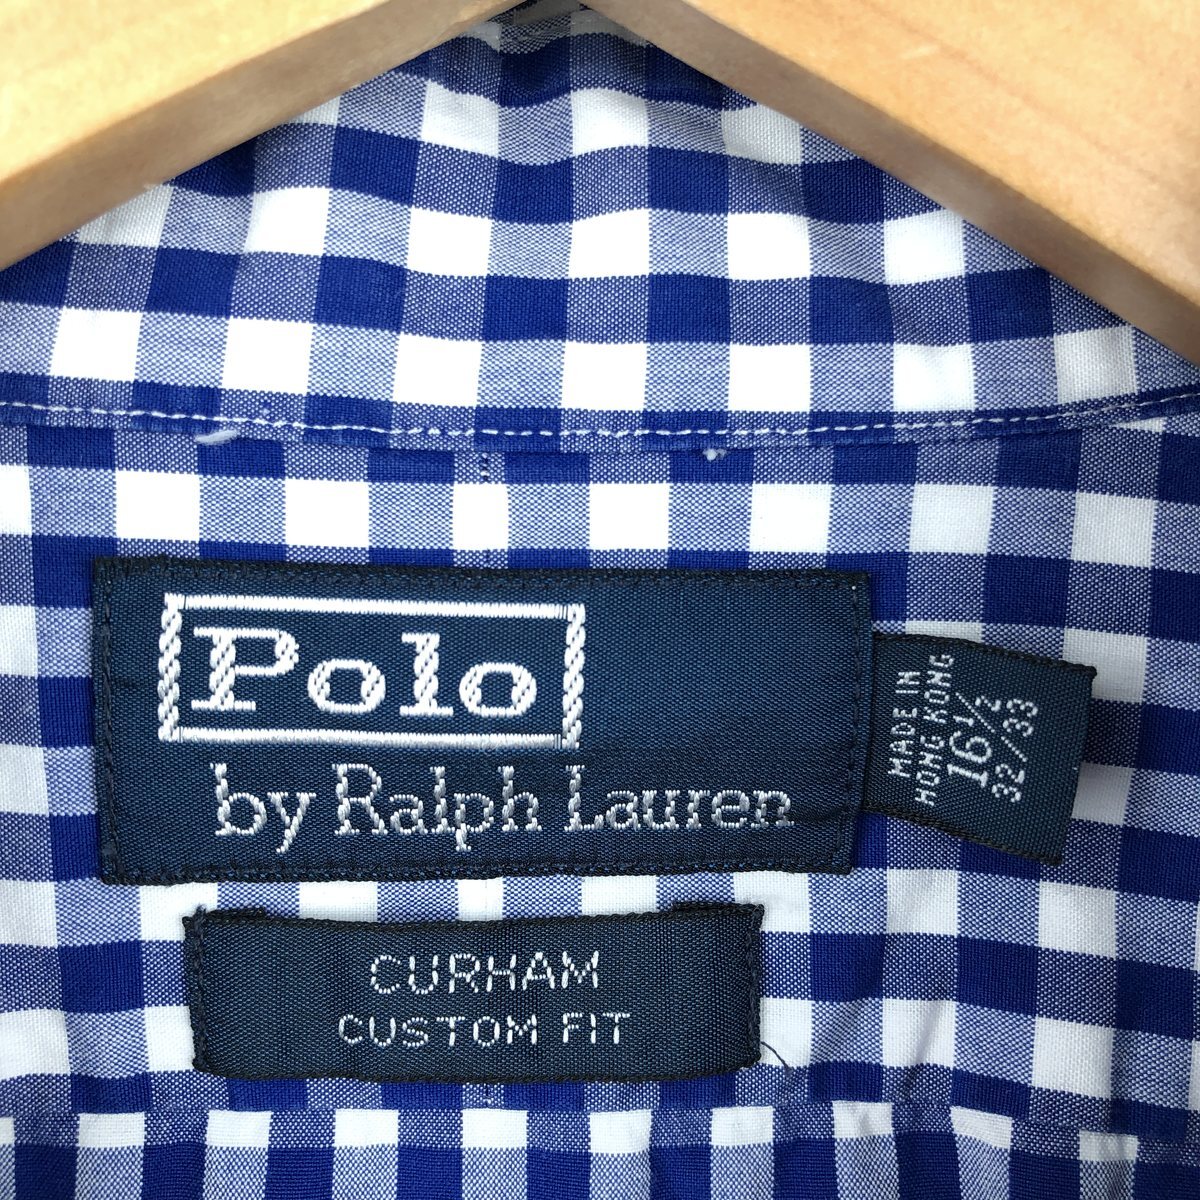 Polo
by Ralph Lauren
MADE IN
HONG KONG
16 1/2
32/33
CURHAM
CUSTOM FIT